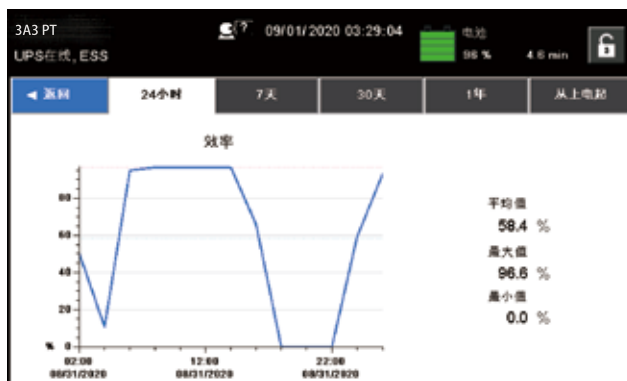 3A3 PT
09/01/2020 03:29:04
电池
UPS在线, ESS
96 %
4.6 min
返回
24小时
7天
30天
1年
从上电起
效率
80
60
40
20
% 0
平均值
58.4 %
最大值
96.6 %
最小值
0.0 %
02:00
12:00
22:00
08/31/2020
08/31/2020
08/31/2020